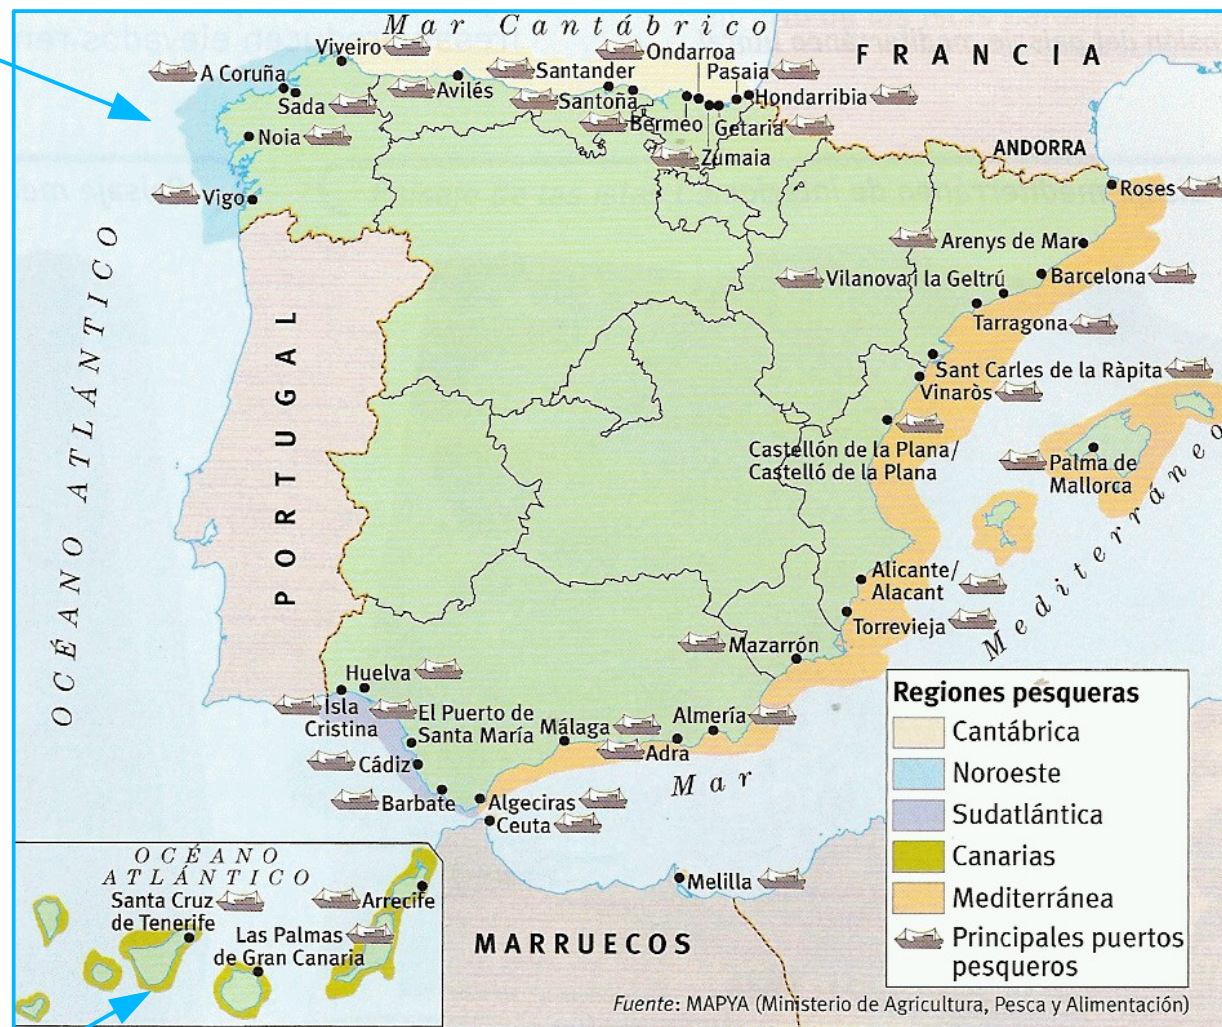 Mar Cantábrico
FRANCIA
Viveiro
Ondarroa
A Coruña
Santander
Pasaia
Sada
Avilés
Santoña
Hondarribia
Noia
Bermeo
Getaria
Zumaia
ANDORRA
Vigo
Roses
Arenys de Mar
Vilanova i la Geltrú
Barcelona
Tarragona
Sant Carles de la Ràpita
Vinaròs
Castellón de la Plana/
Castelló de la Plana
Palma de
Mallorca
OCÉANO ATLÁNTICO
PORTUGAL
Alicante/
Alacant
Torrevieja
Mazarrón
Mar Mediterráneo
Huelva
Isla
Cristina
El Puerto de
Santa María
Málaga
Almería
Adra
Cádiz
Barbate
Algeciras
Ceuta
Melilla
MARRUECOS
OCÉANO
ATLÁNTICO
Santa Cruz
de Tenerife
Arrecife
Las Palmas
de Gran Canaria
Regiones pesqueras
Cantábrica
Noroeste
Sudatlántica
Canarias
Mediterránea
Principales puertos
pesqueros
Fuente: MAPYA (Ministerio de Agricultura, Pesca y Alimentación)